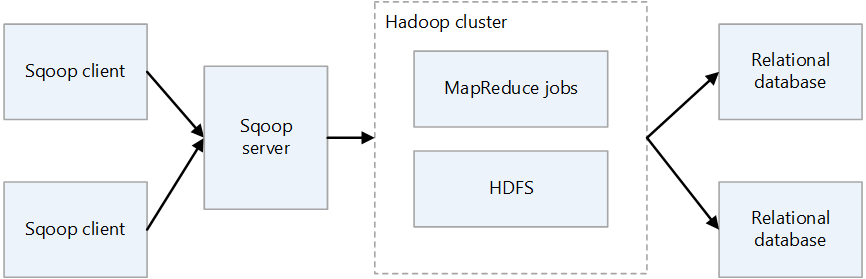 Sqoop client
Sqoop client
Sqoop
server
Hadoop cluster
MapReduce jobs
HDFS
Relational
database
Relational
database